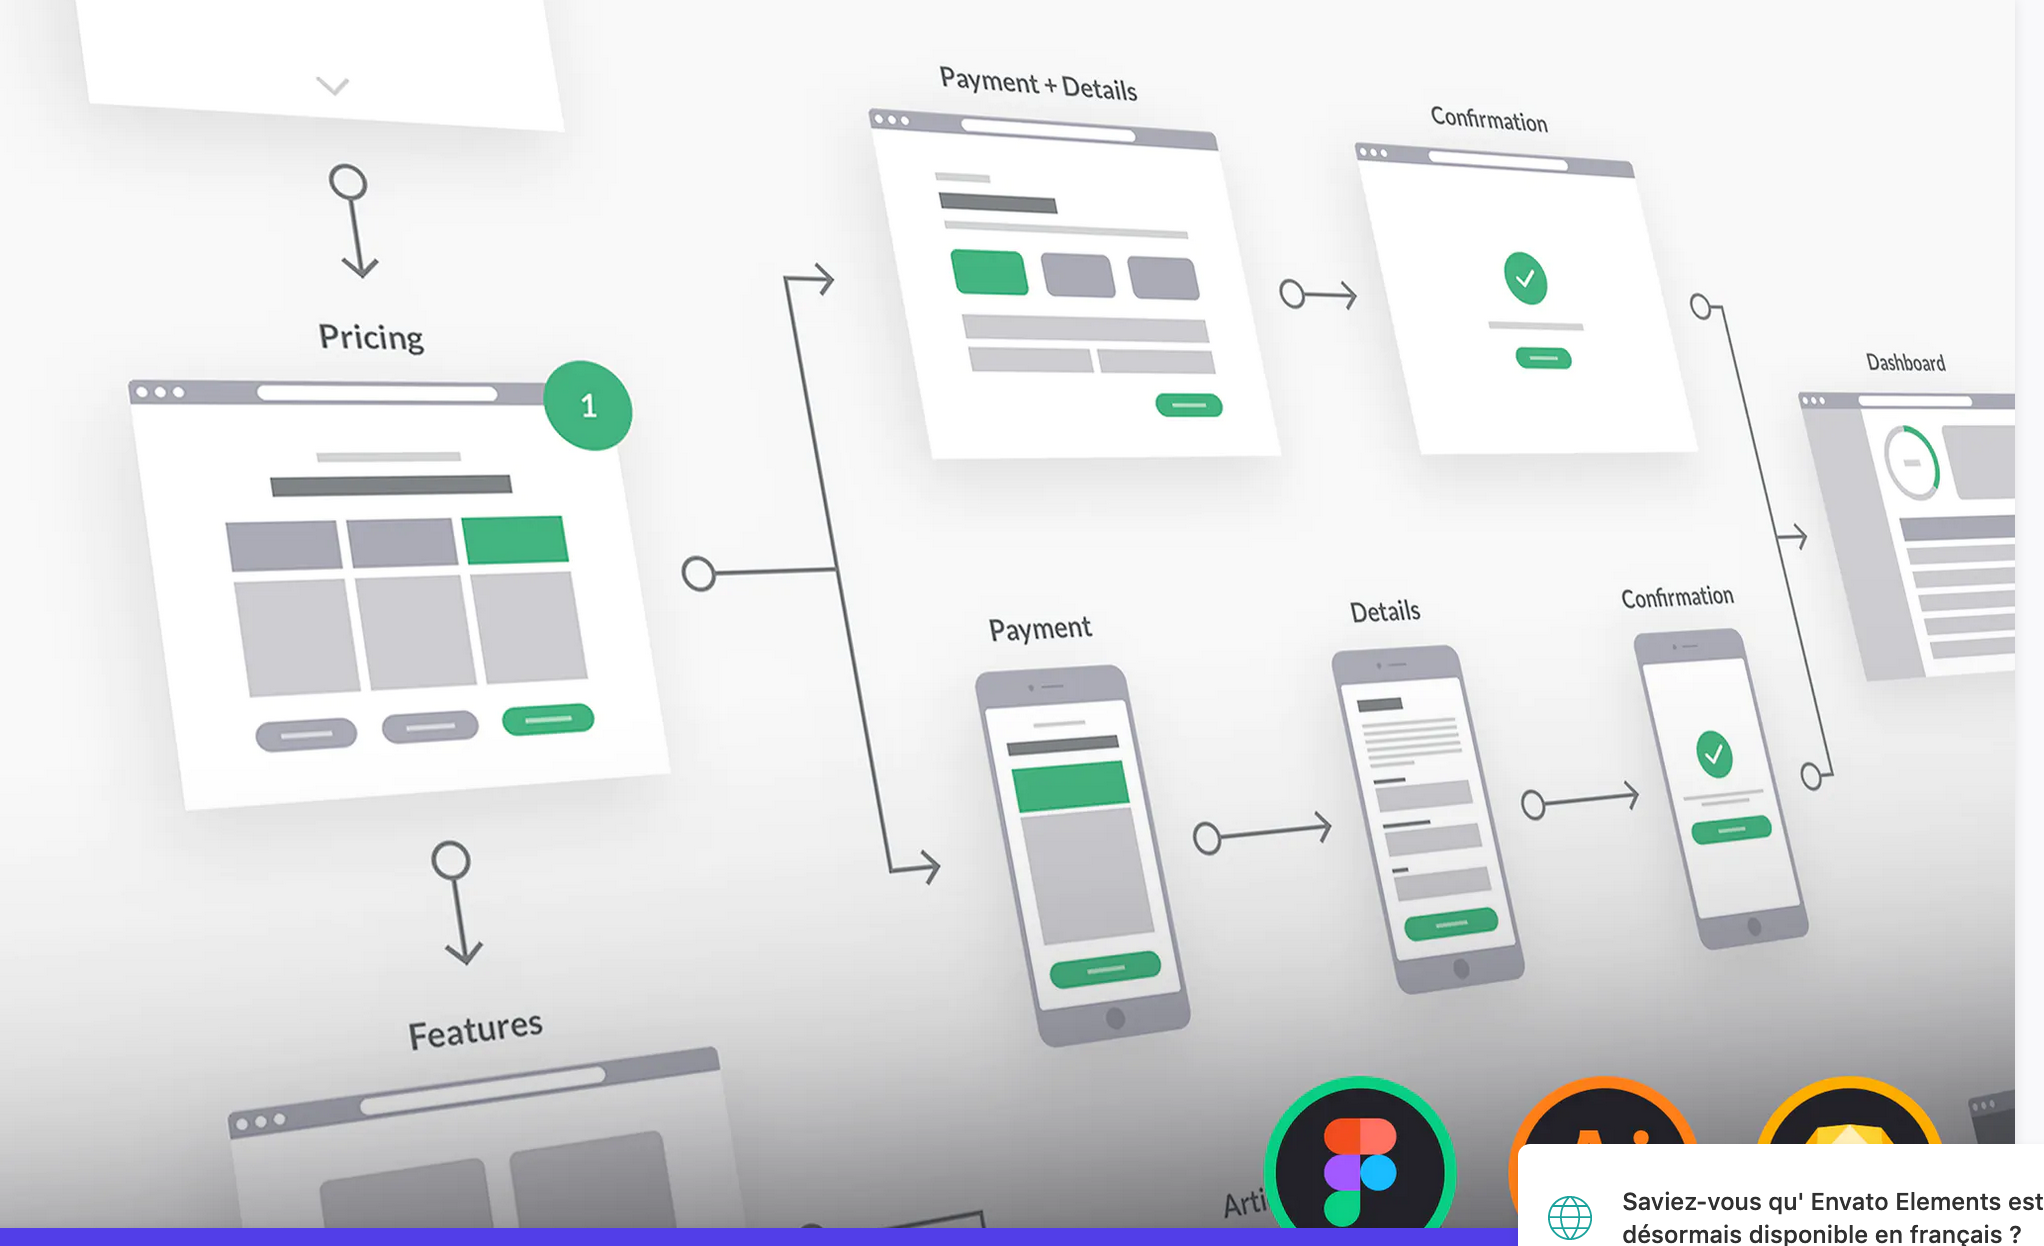 Payment + Details
Confirmation
Pricing
1
Dashboard
Payment
Details
Confirmation
Features
Arti
Ai
Saviez-vous qu' Envato Elements est
désormais disponible en français ?